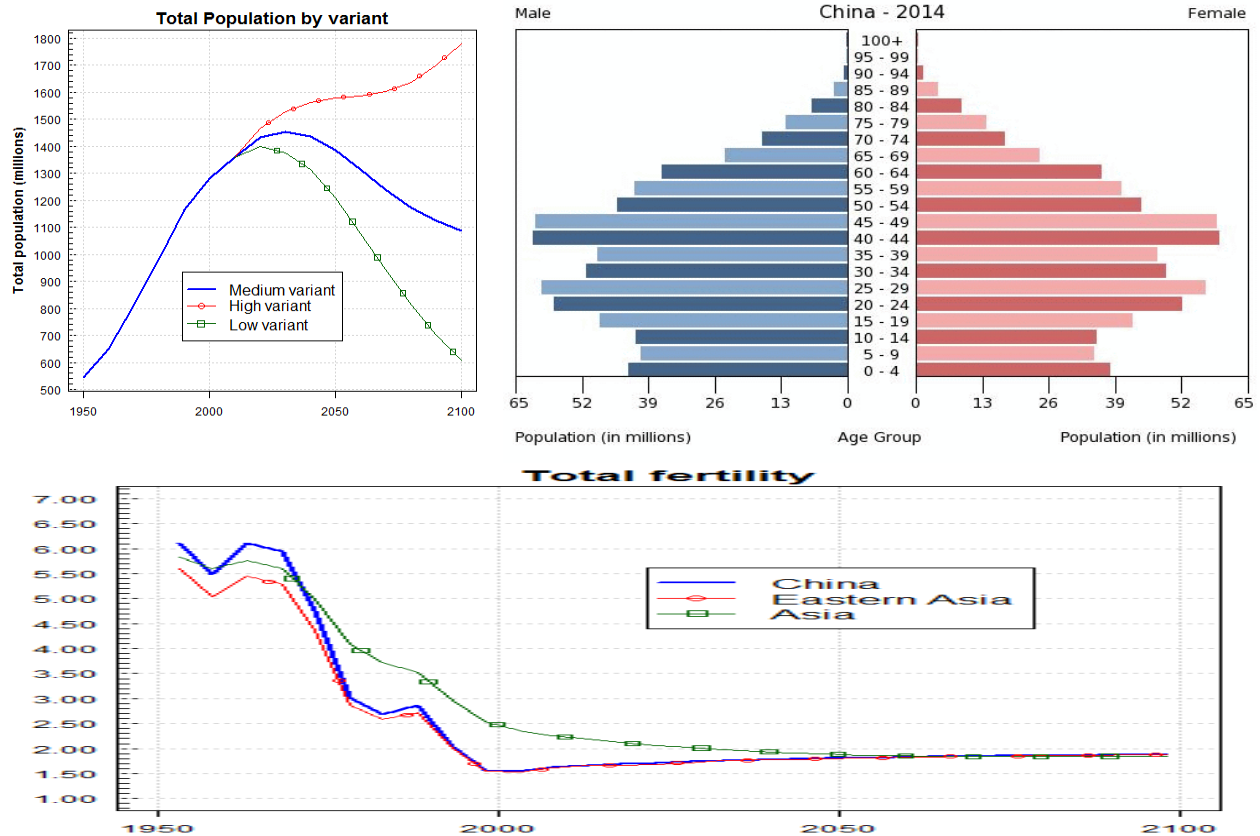 Total Population by variant
Total population (millions)
1800
1700
1600
1500
1400
1300
1200
1100
1000
900
800
700
600
500
1950 2000 2050 2100
Medium variant
High variant
Low variant
Male China - 2014 Female
100+
95 - 99
90 - 94
85 - 89
80 - 84
75 - 79
70 - 74
65 - 69
60 - 64
55 - 59
50 - 54
45 - 49
40 - 44
35 - 39
30 - 34
25 - 29
20 - 24
15 - 19
10 - 14
5 - 9
0 - 4
65 52 39 26 13 0 0 13 26 39 52 65
Population (in millions) Age Group Population (in millions)
Total fertility
7.00
6.50
6.00
5.50
5.00
4.50
4.00
3.50
3.00
2.50
2.00
1.50
1.00
China
Eastern Asia
Asia
1950 2000 2050 2100